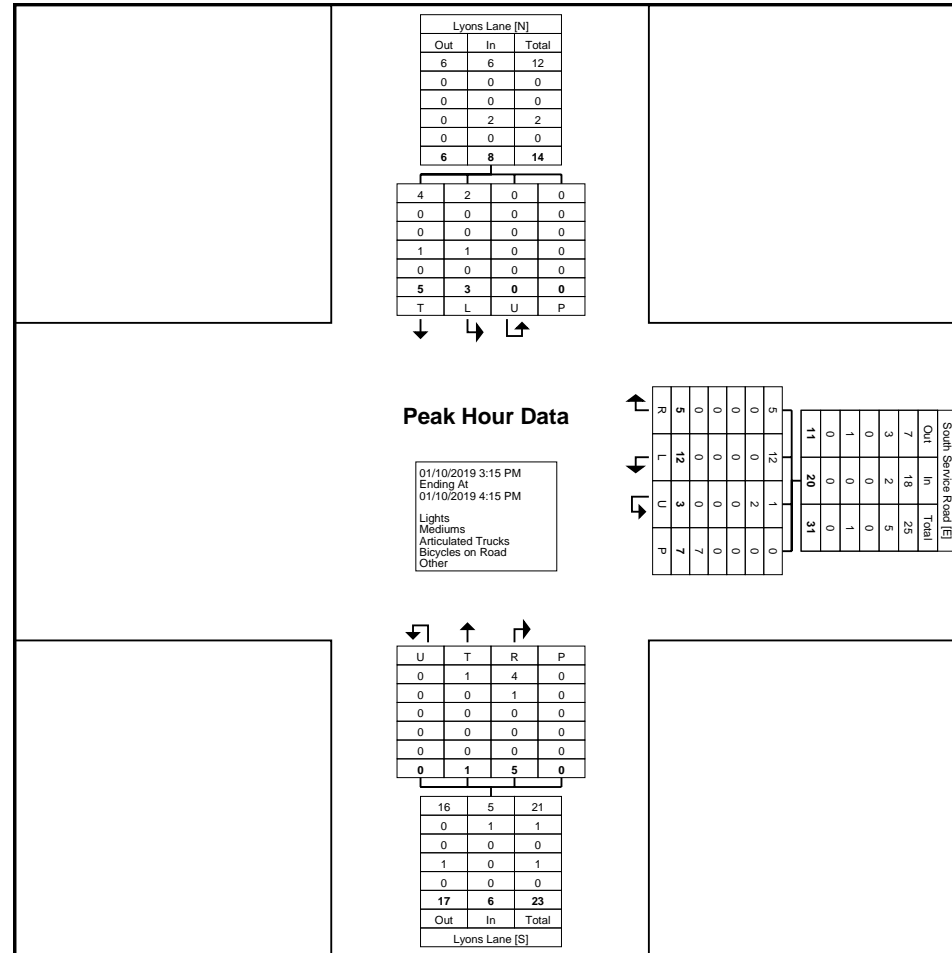 Lyons Lane [N]
Out In Total
6 6 12
0 0 0
0 0 0
0 2 2
0 0 0
6 8 14
4 2 0 0
0 0 0 0
0 0 0 0
1 1 0 0
0 0 0 0
5 3 0 0
T L U P
Peak Hour Data
01/10/2019 3:15 PM
Ending At
01/10/2019 4:15 PM
Lights
Mediums
Articulated Trucks
Bicycles on Road
Other
South Service Road [E]
Out In Total
7 18 25
3 2 5
0 0 0
1 0 1
0 0 0
11 20 31
5 12 1 0
0 0 2 0
0 0 0 0
0 0 0 0
0 0 0 7
5 12 3 7
R L U P
U T R P
0 1 4 0
0 0 1 0
0 0 0 0
0 0 0 0
0 0 0 0
0 1 5 0
16 5 21
0 1 1
0 0 0
1 0 1
0 0 0
17 6 23
Out In Total
Lyons Lane [S]